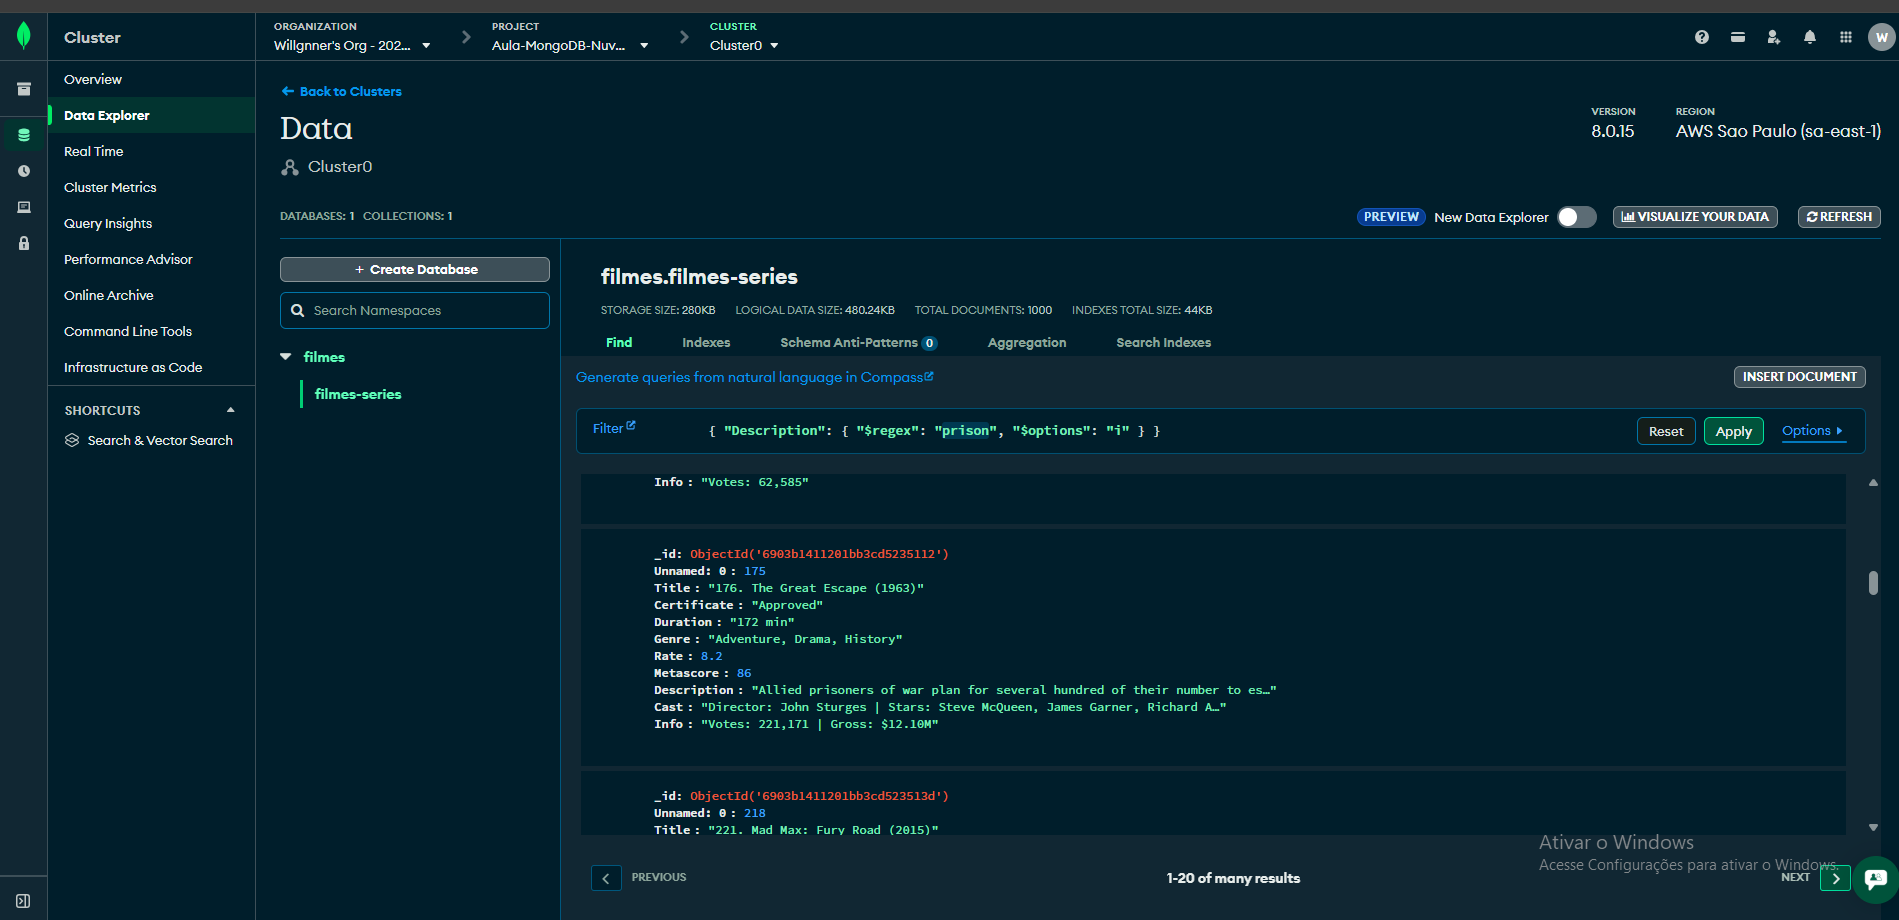 Cluster
ORGANIZATION
Willgnner's Org - 202...
PROJECT
Aula-MongoDB-Nuv...
CLUSTER
Cluster0
W
Overview
Data Explorer
Real Time
Cluster Metrics
Query Insights
Performance Advisor
Online Archive
Command Line Tools
Infrastructure as Code
SHORTCUTS
Search & Vector Search
Back to Clusters
Data
Cluster0
VERSION
8.0.15
REGION
AWS Sao Paulo (sa-east-1)
DATABASES: 1 COLLECTIONS: 1
PREVIEW New Data Explorer
VISUALIZE YOUR DATA
REFRESH
+ Create Database
Search Namespaces
filmes
filmes-series
filmes.filmes-series
STORAGE SIZE: 280KB LOGICAL DATA SIZE: 480.24KB TOTAL DOCUMENTS: 1000 INDEXES TOTAL SIZE: 44KB
Find Indexes Schema Anti-Patterns 0 Aggregation Search Indexes
Generate queries from natural language in Compass
INSERT DOCUMENT
Filter { "Description": { "$regex": "prison", "$options": "i" } }
Reset Apply Options
Info : "Votes: 62,585"
_id: ObjectId('6903b1411201bb3cd5235112')
Unnamed: 0 : 175
Title : "176. The Great Escape (1963)"
Certificate : "Approved"
Duration : "172 min"
Genre : "Adventure, Drama, History"
Rate : 8.2
Metascore : 86
Description : "Allied prisoners of war plan for several hundred of their number to es…"
Cast : "Director: John Sturges | Stars: Steve McQueen, James Garner, Richard A…"
Info : "Votes: 221,171 | Gross: $12.10M"
_id: ObjectId('6903b1411201bb3cd523513d')
Unnamed: 0 : 218
Title : "221. Mad Max: Fury Road (2015)"
Ativar o Windows
Acesse Configurações para ativar o Windows.
PREVIOUS
1-20 of many results
NEXT